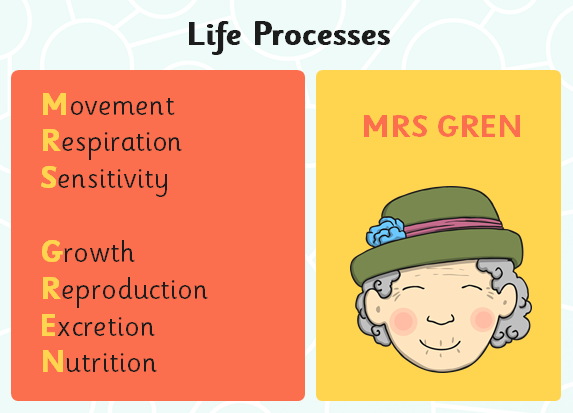 Life Processes
Movement
Respiration
Sensitivity
Growth
Reproduction
Excretion
Nutrition
MRS GREN